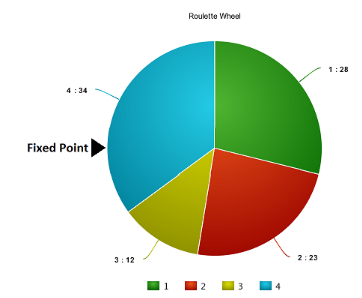 Roulette Wheel
1 : 28
4 : 34
Fixed Point
3 : 12
2 : 23
1 2 3 4